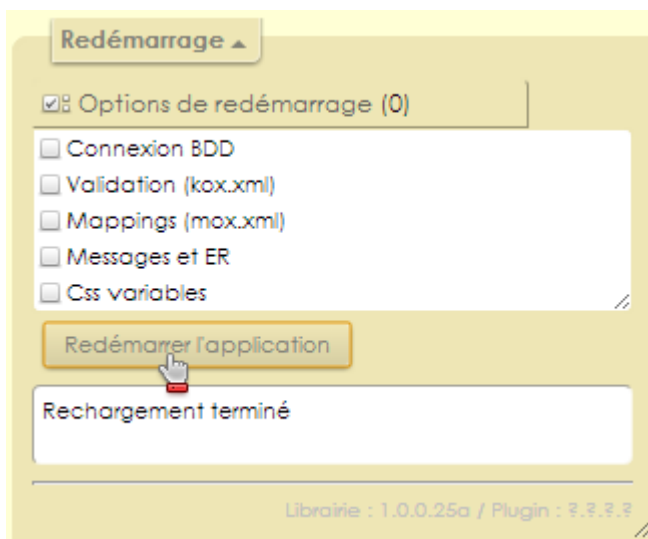 Redémarrage
Options de redémarrage (0)
Connexion BDD
Validation (kox.xml)
Mappings (mox.xml)
Messages et ER
Css variables
Redémarrer l'application
Rechargement terminé
Librairie : 1.0.0.25a / Plugin : ?.?.?.?